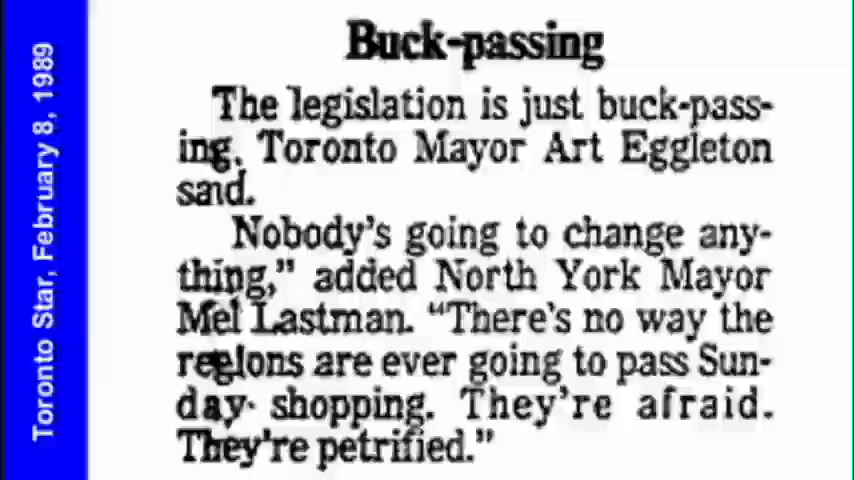 Toronto Star, February 8, 1989
Buck-passing
The legislation is just buck-pass-
ing, Toronto Mayor Art Eggleton
said.
Nobody's going to change any-
thing," added North York Mayor
Mel Lastman. "There's no way the
regions are ever going to pass Sun-
day shopping. They're afraid.
They're petrified."